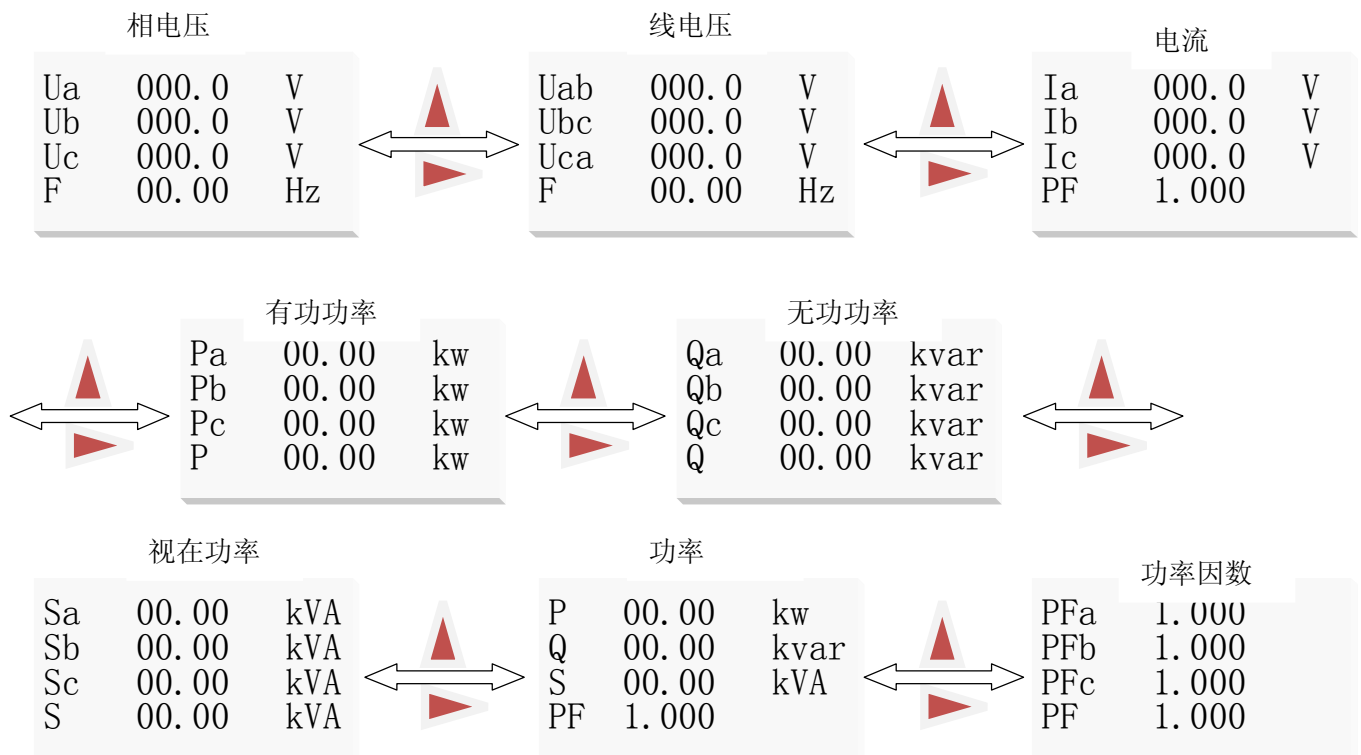 相电压
Ua 000.0 V
Ub 000.0 V
Uc 000.0 V
F 00.00 Hz
线电压
Uab 000.0 V
Ubc 000.0 V
Uca 000.0 V
F 00.00 Hz
电流
Ia 000.0 V
Ib 000.0 V
Ic 000.0 V
PF 1.000
有功功率
Pa 00.00 kw
Pb 00.00 kw
Pc 00.00 kw
P 00.00 kw
无功功率
Qa 00.00 kvar
Qb 00.00 kvar
Qc 00.00 kvar
Q 00.00 kvar
视在功率
Sa 00.00 kVA
Sb 00.00 kVA
Sc 00.00 kVA
S 00.00 kVA
功率
P 00.00 kw
Q 00.00 kvar
S 00.00 kVA
PF 1.000
功率因数
PFa 1.000
PFb 1.000
PFc 1.000
PF 1.000